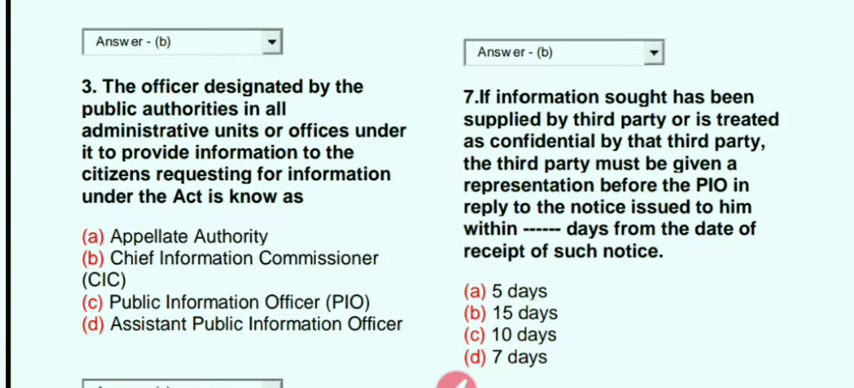 Answer - (b)
3. The officer designated by the
public authorities in all
administrative units or offices under
it to provide information to the
citizens requesting for information
under the Act is know as
(a) Appellate Authority
(b) Chief Information Commissioner
(CIC)
(c) Public Information Officer (PIO)
(d) Assistant Public Information Officer
Answer - (b)
7.If information sought has been
supplied by third party or is treated
as confidential by that third party,
the third party must be given a
representation before the PIO in
reply to the notice issued to him
within ------ days from the date of
receipt of such notice.
(a) 5 days
(b) 15 days
(c) 10 days
(d) 7 days